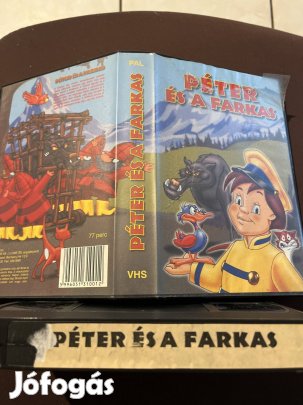 PAL
PÉTER
ÉS A FARKAS
PÉTER ÉS A FARKAS
VHS
77 perc
PÉTER ÉS A FARKAS
Jófogás